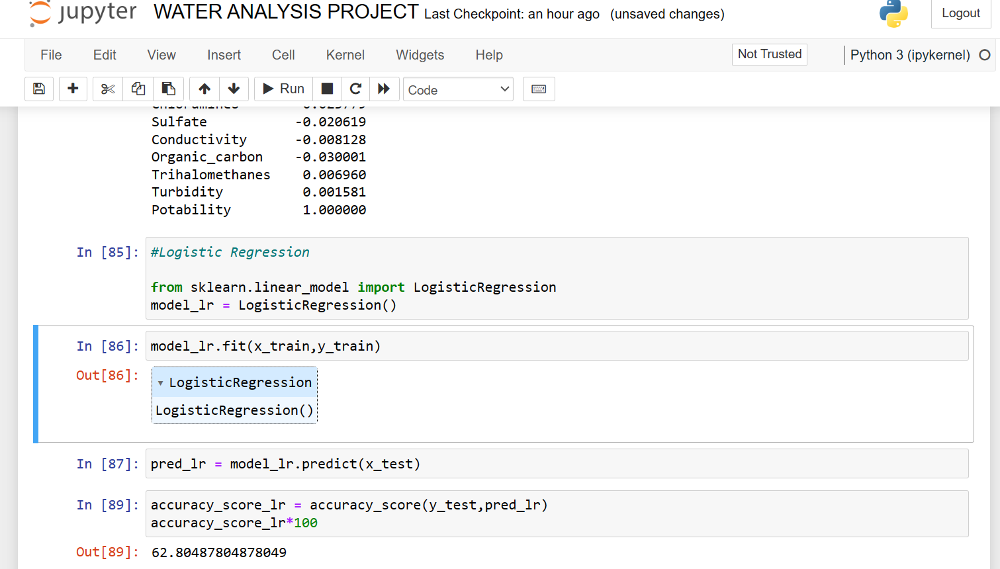 jupyter WATER ANALYSIS PROJECT Last Checkpoint: an hour ago (unsaved changes) Logout
File Edit View Insert Cell Kernel Widgets Help Not Trusted Python 3 (ipykernel)
Run Code
Sulfate -0.020619
Conductivity -0.008128
Organic_carbon -0.030001
Trihalomethanes 0.006960
Turbidity 0.001581
Potability 1.000000
In [85]: #Logistic Regression
from sklearn.linear_model import LogisticRegression
model_lr = LogisticRegression()
In [86]: model_lr.fit(x_train,y_train)
Out[86]: ▾ LogisticRegression
LogisticRegression()
In [87]: pred_lr = model_lr.predict(x_test)
In [89]: accuracy_score_lr = accuracy_score(y_test,pred_lr)
accuracy_score_lr*100
Out[89]: 62.80487804878049